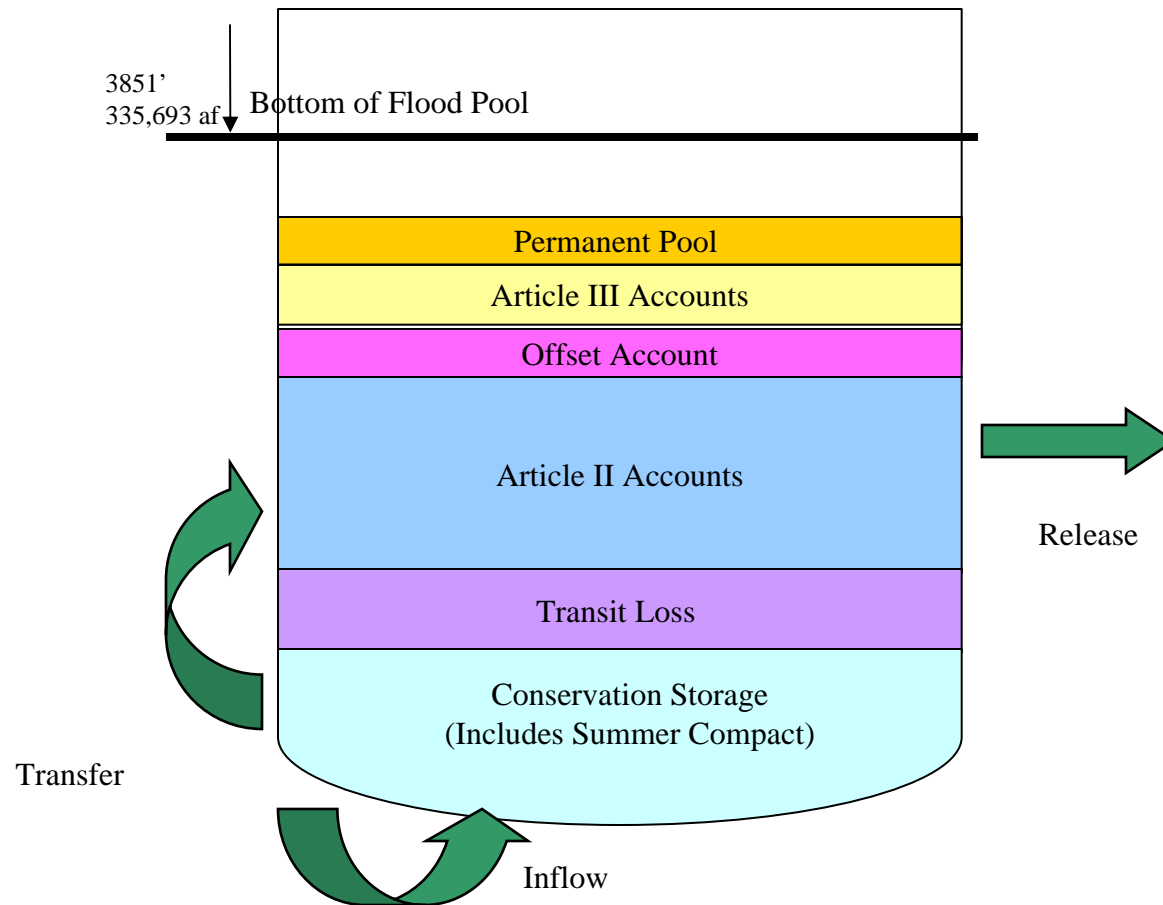 3851’
335,693 af
Bottom of Flood Pool
Permanent Pool
Article III Accounts
Offset Account
Article II Accounts
Release
Transit Loss
Conservation Storage
(Includes Summer Compact)
Transfer
Inflow